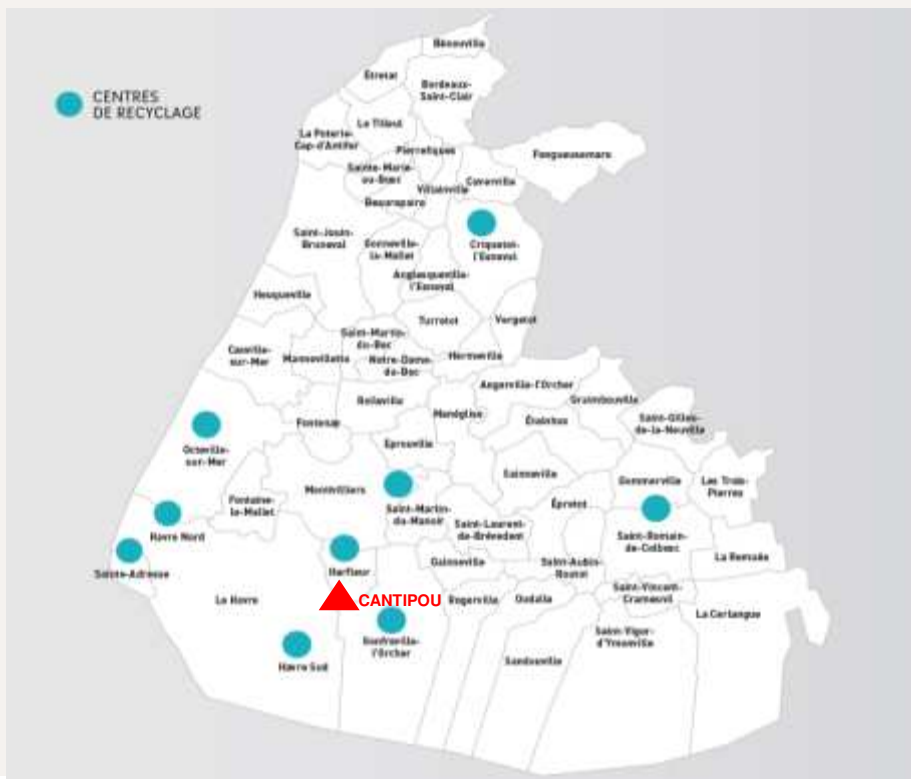 CENTRES
DE RECYCLAGE
Bénouville
Étretat
Bordeaux-
Saint-Clair
Le Tilleul
La Poterie-
Cap-d'Antifer
Pierrefiques
Fongueusemare
Sainte-Marie-
au-Bosc
Villainville
Cuverville
Beaurepaire
Saint-Jouin-
Bruneval
Gonneville-
la-Mallet
Criquetot-
l'Esneval
Anglesqueville-
l'Esneval
Heuqueville
Turretot
Vergetot
Saint-Martin-
du-Bec
Cauville-
sur-Mer
Mannevillette
Notre-Dame-
du-Bec
Hermeville
Angerville-l'Orcher
Graimbouville
Rolleville
Manéglise
Étainhus
Saint-Gilles-
de-la-Neuville
Fontenay
Octeville-
sur-Mer
Épouville
Sainneville
Gommerville
Les Trois-
Pierres
Montivilliers
Fontaine-
la-Mallet
Saint-Martin-
du-Manoir
Épretot
Saint-Laurent-
de-Brèvedent
Havre Nord
Saint-Romain-
de-Colbosc
La Remuée
Gainneville
Saint-Aubin-
Routot
Harfleur
Sainte-Adresse
Saint-Vincent-
Cramesnil
Le Havre
CANTIPOU
Rogerville
Oudalle
La Cerlangue
Gonfreville-
l'Orcher
Saint-Vigor-
d'Ymonville
Sandouville
Havre Sud